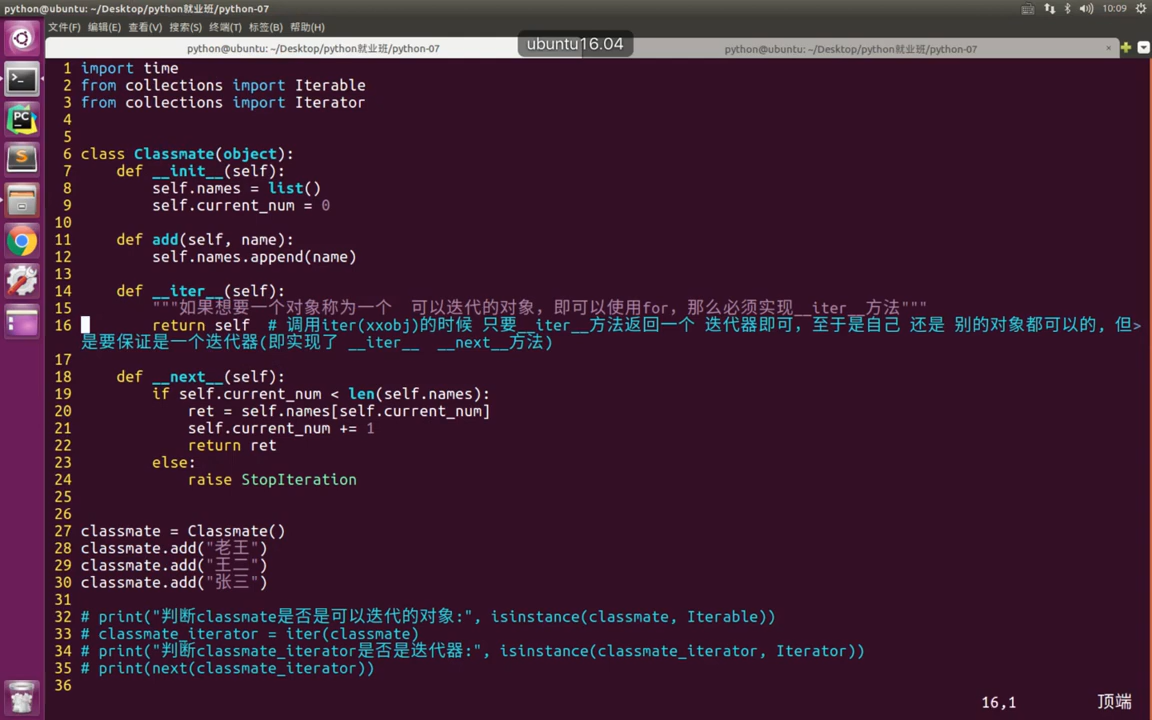 python@ubuntu: ~/Desktop/python就业班/python-07
10:09
文件(F) 编辑(E) 查看(V) 搜索(S) 终端(T) 标签(B) 帮助(H)
python@ubuntu: ~/Desktop/python就业班/python-07
ubuntu16.04
python@ubuntu: ~/Desktop/python就业班/python-07
1 import time
2 from collections import Iterable
3 from collections import Iterator
4
5
6 class Classmate(object):
7     def __init__(self):
8         self.names = list()
9         self.current_num = 0
10
11     def add(self, name):
12         self.names.append(name)
13
14     def __iter__(self):
15         """如果想要一个对象称为一个  可以迭代的对象，即可以使用for，那么必须实现__iter__方法"""
16         return self  # 调用iter(xxobj)的时候 只要__iter__方法返回一个 迭代器即可，至于是自己 还是 别的对象都可以的, 但>
是要保证是一个迭代器(即实现了 __iter__  __next__方法)
17
18     def __next__(self):
19         if self.current_num < len(self.names):
20             ret = self.names[self.current_num]
21             self.current_num += 1
22             return ret
23         else:
24             raise StopIteration
25
26
27 classmate = Classmate()
28 classmate.add("老王")
29 classmate.add("王二")
30 classmate.add("张三")
31
32 # print("判断classmate是否是可以迭代的对象:", isinstance(classmate, Iterable))
33 # classmate_iterator = iter(classmate)
34 # print("判断classmate_iterator是否是迭代器:", isinstance(classmate_iterator, Iterator))
35 # print(next(classmate_iterator))
36
16,1 顶端